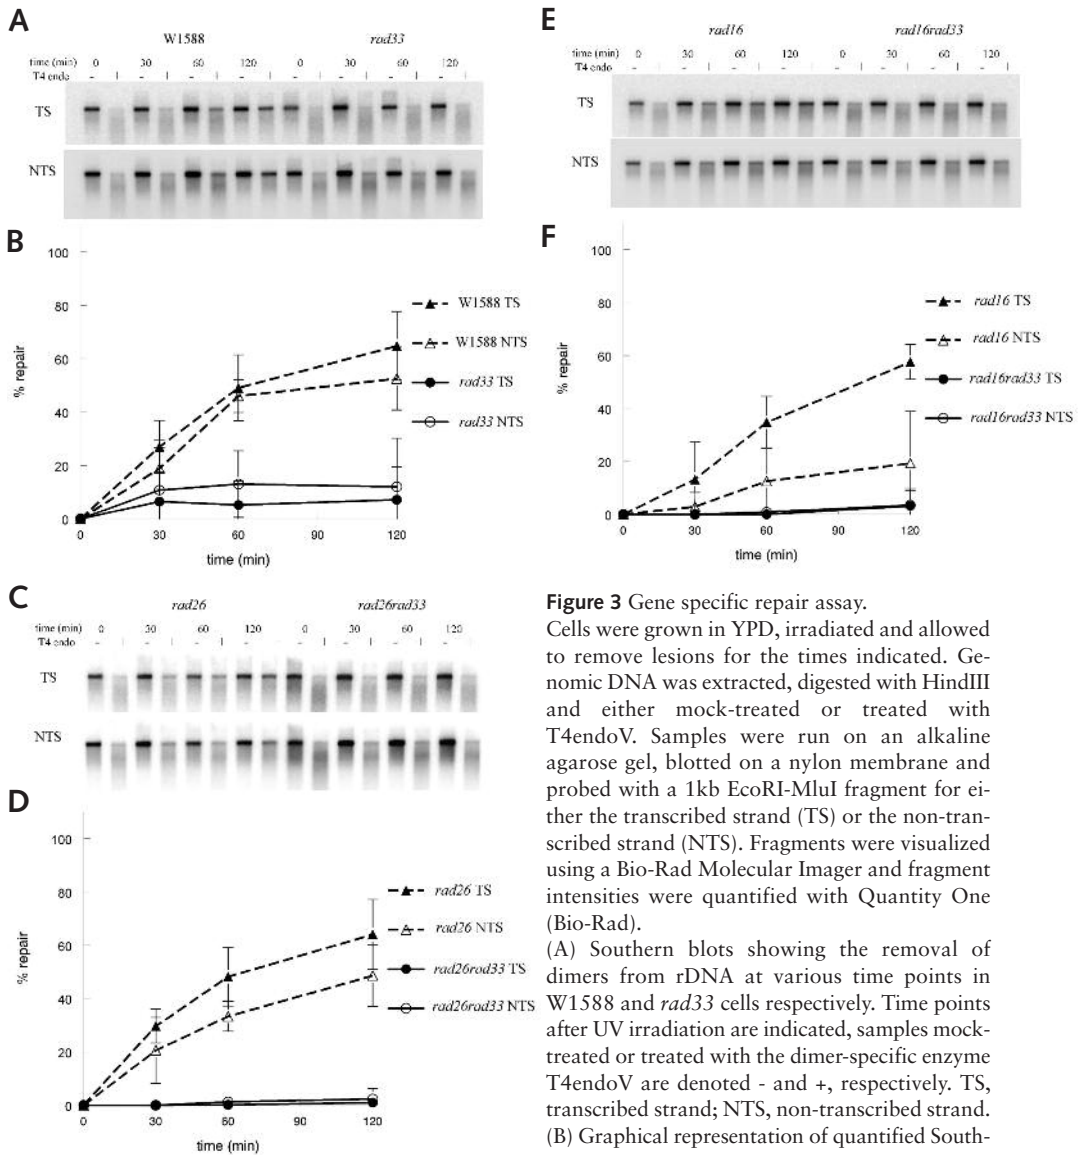 A
W1588 rad33
time (min) 0 30 60 120 0 30 60 120
T4 endo – | – | – | – | – | – | – | – |
TS
NTS
B
100
80
60
40
20
0
% repair
30 60 90 120
time (min)
W1588 TS
W1588 NTS
rad33 TS
rad33 NTS
C
rad26 rad26rad33
time (min) 0 30 60 120 0 30 60 120
T4 endo – | – | – | – | – | – | – | – |
TS
NTS
D
100
80
60
40
20
0
% repair
0 30 60 90 120
time (min)
rad26 TS
rad26 NTS
rad26rad33 TS
rad26rad33 NTS
E
rad16 rad16rad33
time (min) 0 30 60 120 0 30 60 120
T4 endo – | – | – | – | – | – | – | – |
TS
NTS
F
100
80
60
40
20
0
% repair
0 30 60 90 120
time (min)
rad16 TS
rad16 NTS
rad16rad33 TS
rad16rad33 NTS
Figure 3 Gene specific repair assay.
Cells were grown in YPD, irradiated and allowed
to remove lesions for the times indicated. Ge-
nomic DNA was extracted, digested with HindIII
and either mock-treated or treated with
T4endoV. Samples were run on an alkaline
agarose gel, blotted on a nylon membrane and
probed with a 1kb EcoRI-MluI fragment for ei-
ther the transcribed strand (TS) or the non-tran-
scribed strand (NTS). Fragments were visualized
using a Bio-Rad Molecular Imager and fragment
intensities were quantified with Quantity One
(Bio-Rad).
(A) Southern blots showing the removal of
dimers from rDNA at various time points in
W1588 and rad33 cells respectively. Time points
after UV irradiation are indicated, samples mock-
treated or treated with the dimer-specific enzyme
T4endoV are denoted - and +, respectively. TS,
transcribed strand; NTS, non-transcribed strand.
(B) Graphical representation of quantified South-